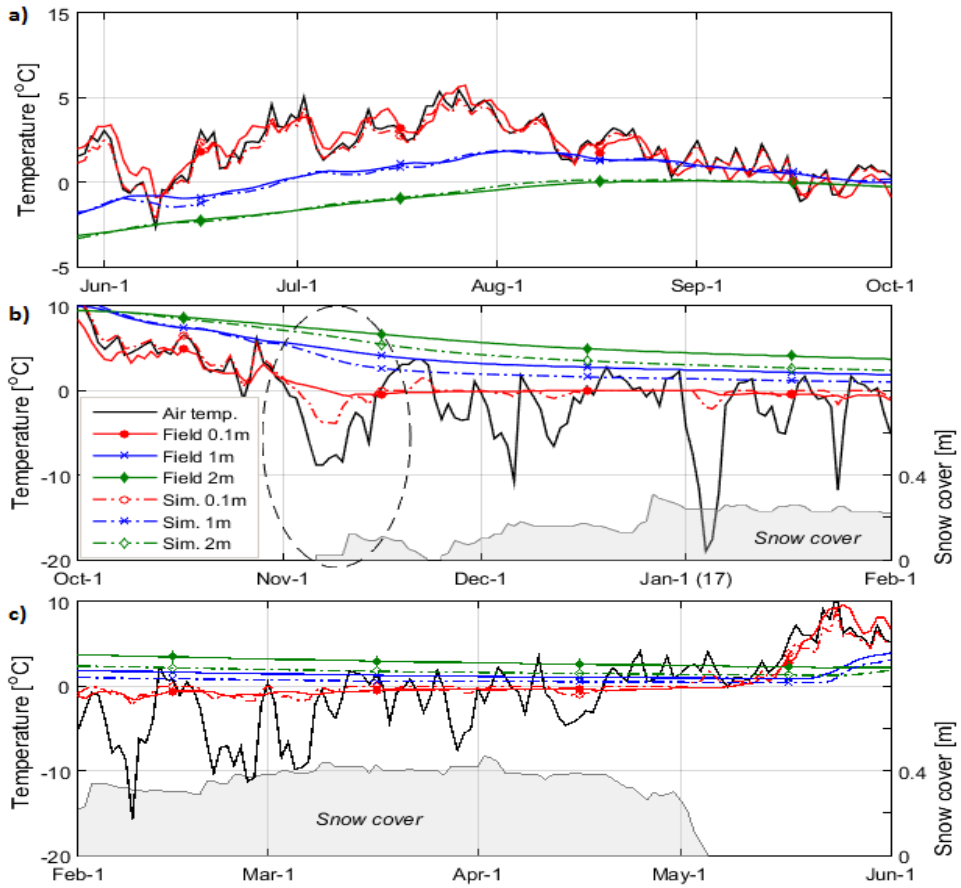 a)
Temperature [°C]
15
5
0
-5
Jun-1 Jul-1 Aug-1 Sep-1 Oct-1
b)
Temperature [°C]
10
0
-10
-20
Air temp.
Field 0.1m
Field 1m
Field 2m
Sim. 0.1m
Sim. 1m
Sim. 2m
Snow cover
0.4
0
Snow cover [m]
Oct-1 Nov-1 Dec-1 Jan-1 (17) Feb-1
c)
Temperature [°C]
10
0
-10
-20
Snow cover
0.4
0
Snow cover [m]
Feb-1 Mar-1 Apr-1 May-1 Jun-1